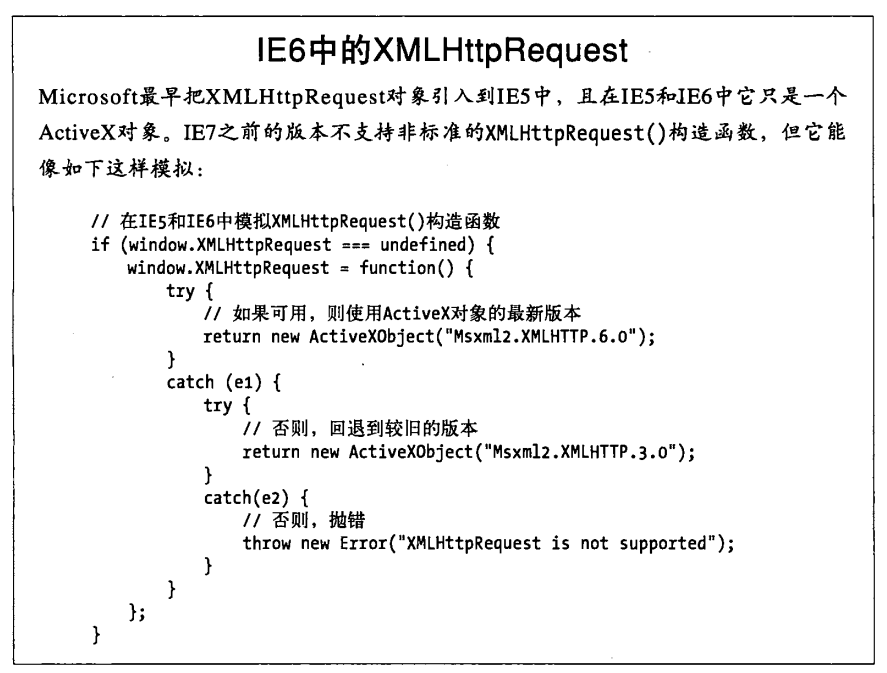 IE6中的XMLHttpRequest
Microsoft最早把XMLHttpRequest对象引入到IE5中，且在IE5和IE6中它只是一个
ActiveX对象。IE7之前的版本不支持非标准的XMLHttpRequest()构造函数，但它能
像如下这样模拟：
// 在IE5和IE6中模拟XMLHttpRequest()构造函数
if (window.XMLHttpRequest === undefined) {
window.XMLHttpRequest = function() {
try {
// 如果可用，则使用ActiveX对象的最新版本
return new ActiveXObject("Msxml2.XMLHTTP.6.0");
}
catch (e1) {
try {
// 否则，回退到较旧的版本
return new ActiveXObject("Msxml2.XMLHTTP.3.0");
}
catch(e2) {
// 否则，抛错
throw new Error("XMLHttpRequest is not supported");
}
}
};
}